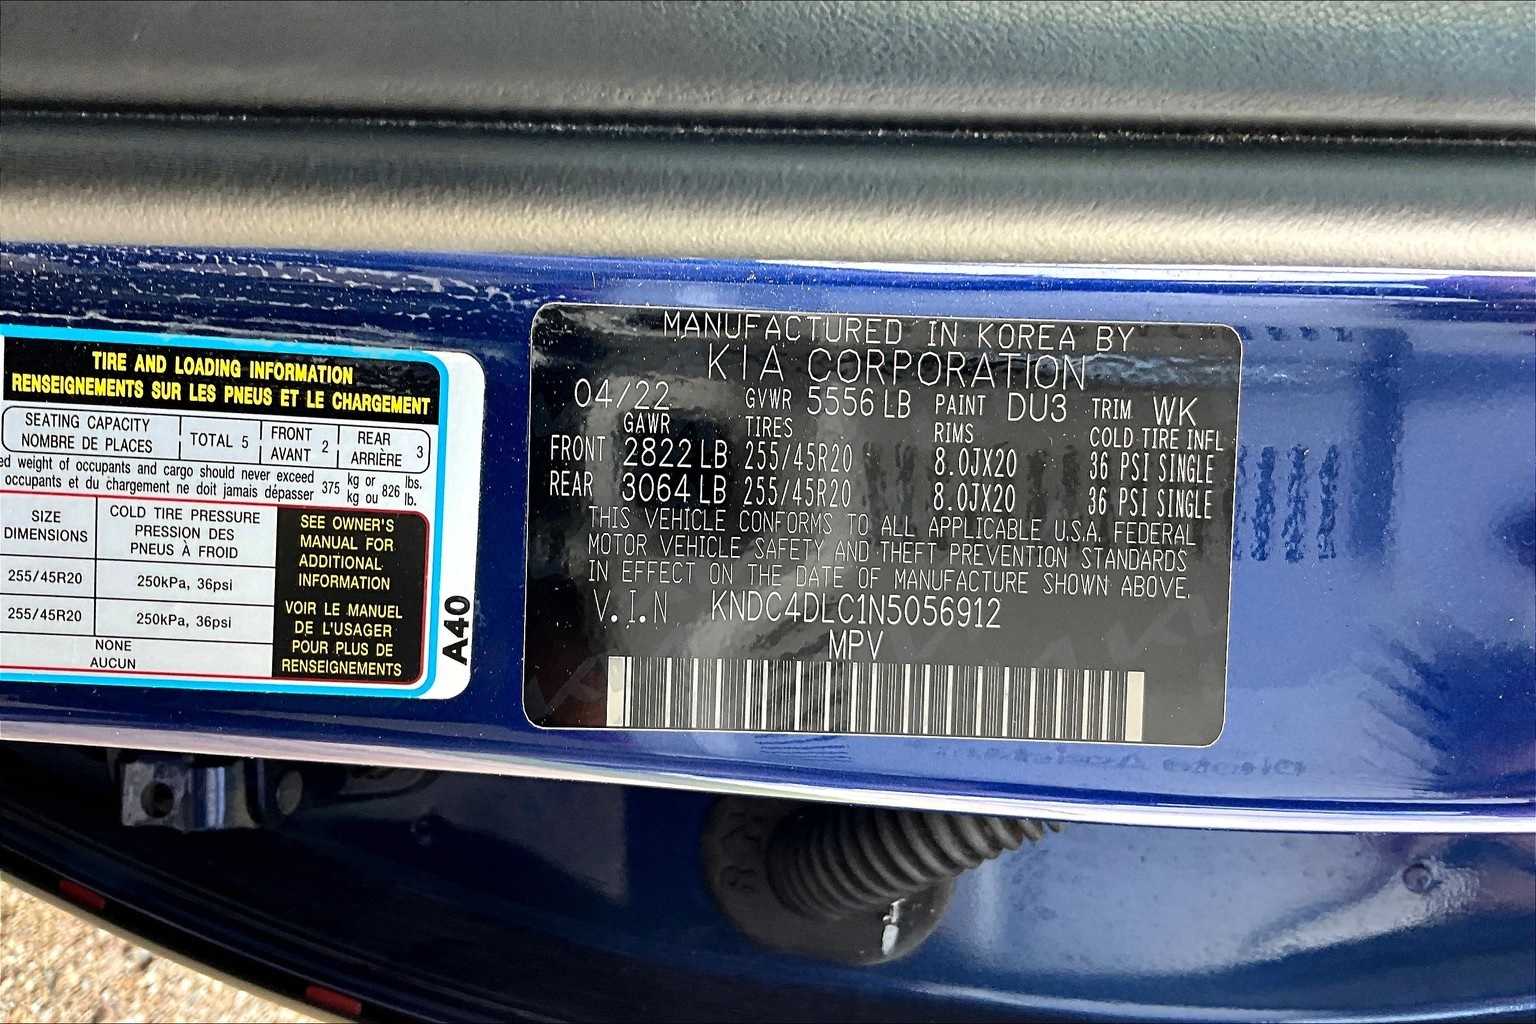 TIRE AND LOADING INFORMATION
RENSEIGNEMENTS SUR LES PNEUS ET LE CHARGEMENT
SEATING CAPACITY
NOMBRE DE PLACES
TOTAL 5
FRONT
AVANT 2
REAR
ARRIÈRE 3
weight of occupants and cargo should never exceed
occupants et du chargement ne doit jamais dépasser
375 kg or 826 lbs.
kg ou lb.
SIZE
DIMENSIONS
COLD TIRE PRESSURE
PRESSION DES
PNEUS À FROID
255/45R20 250kPa, 36psi
255/45R20 250kPa, 36psi
NONE
AUCUN
SEE OWNER'S
MANUAL FOR
ADDITIONAL
INFORMATION
VOIR LE MANUEL
DE L'USAGER
POUR PLUS DE
RENSEIGNEMENTS
A40
MANUFACTURED IN KOREA BY
KIA CORPORATION
04/22 GVWR 5556 LB PAINT DU3 TRIM WK
GAWR TIRES RIMS COLD TIRE INFL
FRONT 2822 LB 255/45R20 8.0JX20 36 PSI SINGLE
REAR 3064 LB 255/45R20 8.0JX20 36 PSI SINGLE
THIS VEHICLE CONFORMS TO ALL APPLICABLE U.S.A. FEDERAL
MOTOR VEHICLE SAFETY AND THEFT PREVENTION STANDARDS
IN EFFECT ON THE DATE OF MANUFACTURE SHOWN ABOVE.
V.I.N KNDC4DLC1N5056912
MPV